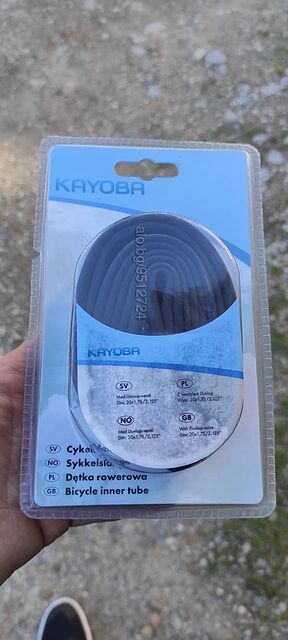 KAYOBA
alo.bg/9512724
KAYOBA
SV
Med Dunlop-ventil
Dim: 20x1,75/2,125"
PL
Z wentylem Dunlop
Wym: 20x1,75/2,125"
NO
Med Dunlop-ventil
Dim: 20x1,75/2,125"
GB
With Dunlop-valve
Dim: 20x1,75/2,125"
SV
NO
PL Dętka rowerowa
GB Bicycle inner tube